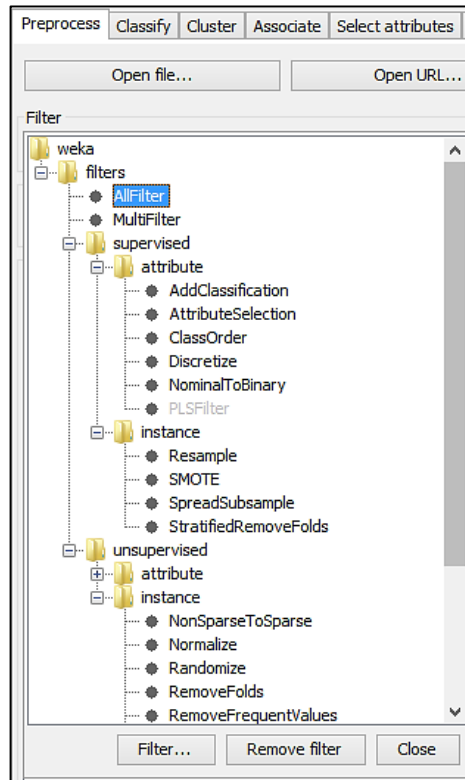 Preprocess Classify Cluster Associate Select attributes
Open file... Open URL...
Filter
weka
filters
AllFilter
MultiFilter
supervised
attribute
AddClassification
AttributeSelection
ClassOrder
Discretize
NominalToBinary
PLSFilter
instance
Resample
SMOTE
SpreadSubsample
StratifiedRemoveFolds
unsupervised
attribute
instance
NonSparseToSparse
Normalize
Randomize
RemoveFolds
RemoveFrequentValues
Filter... Remove filter Close